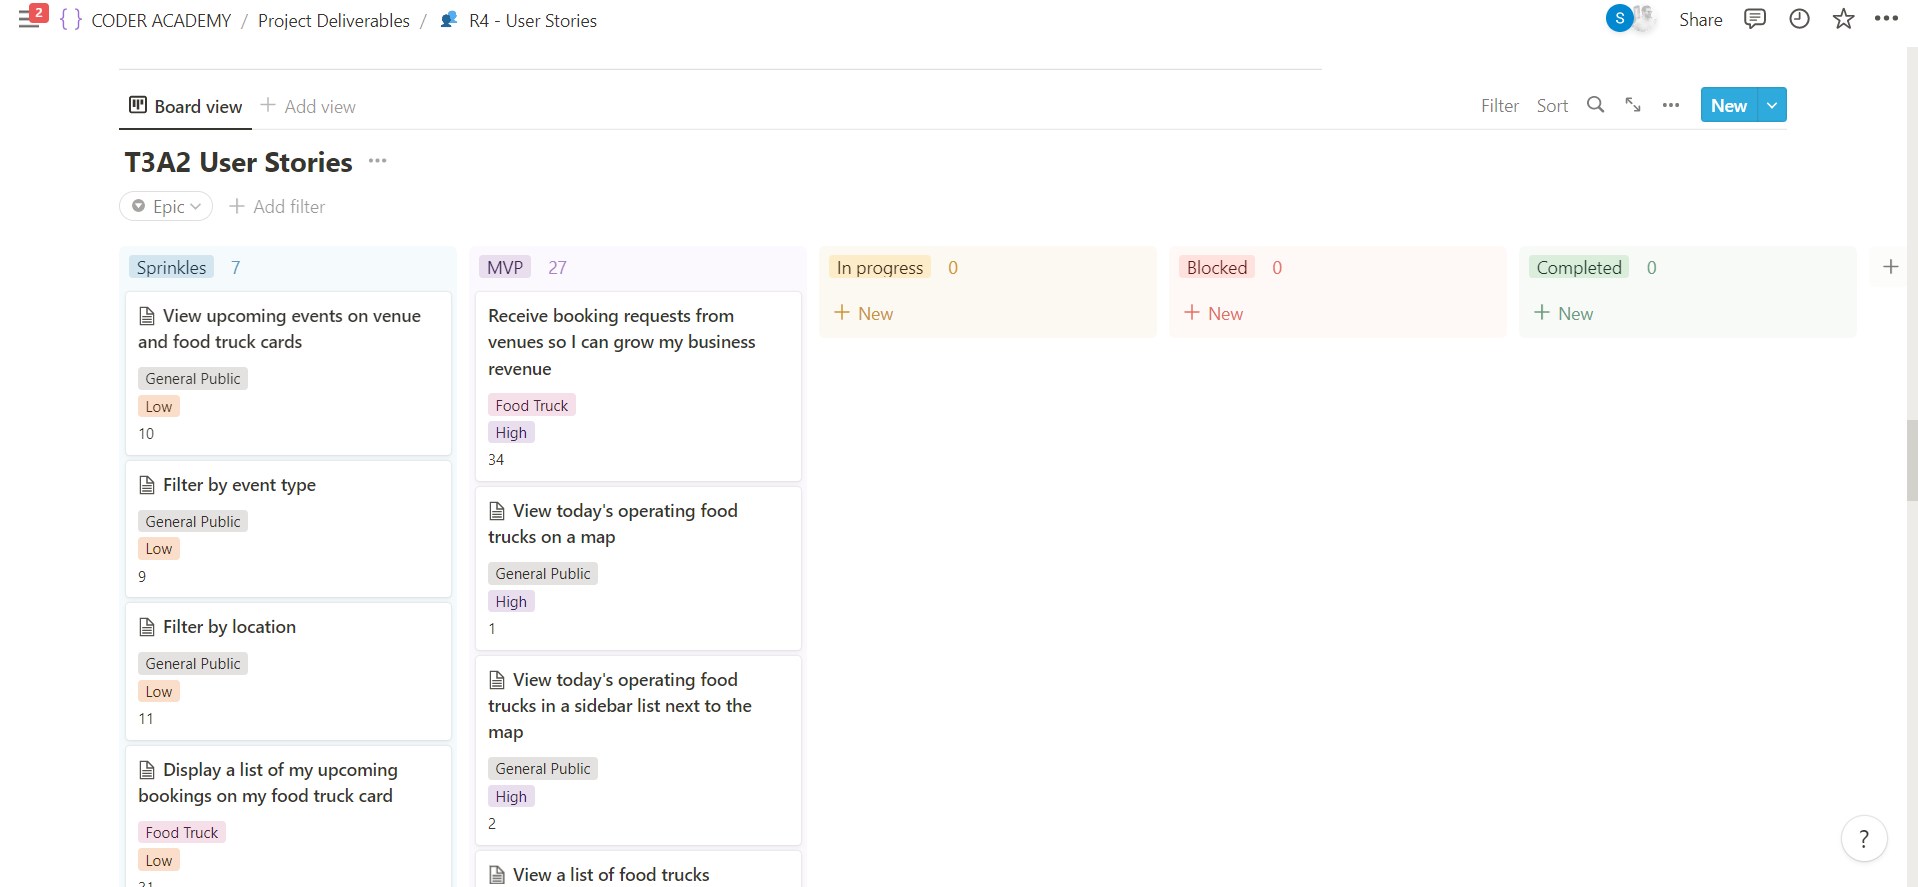 2
CODER ACADEMY / Project Deliverables / R4 - User Stories
S
Share
Board view
Add view
Filter
Sort
New
T3A2 User Stories
Epic
Add filter
Sprinkles 7
View upcoming events on venue
and food truck cards
General Public
Low
10
Filter by event type
General Public
Low
9
Filter by location
General Public
Low
11
Display a list of my upcoming
bookings on my food truck card
Food Truck
Low
MVP 27
Receive booking requests from
venues so I can grow my business
revenue
Food Truck
High
34
View today's operating food
trucks on a map
General Public
High
1
View today's operating food
trucks in a sidebar list next to the
map
General Public
High
2
View a list of food trucks
In progress 0
New
Blocked 0
New
Completed 0
New
?